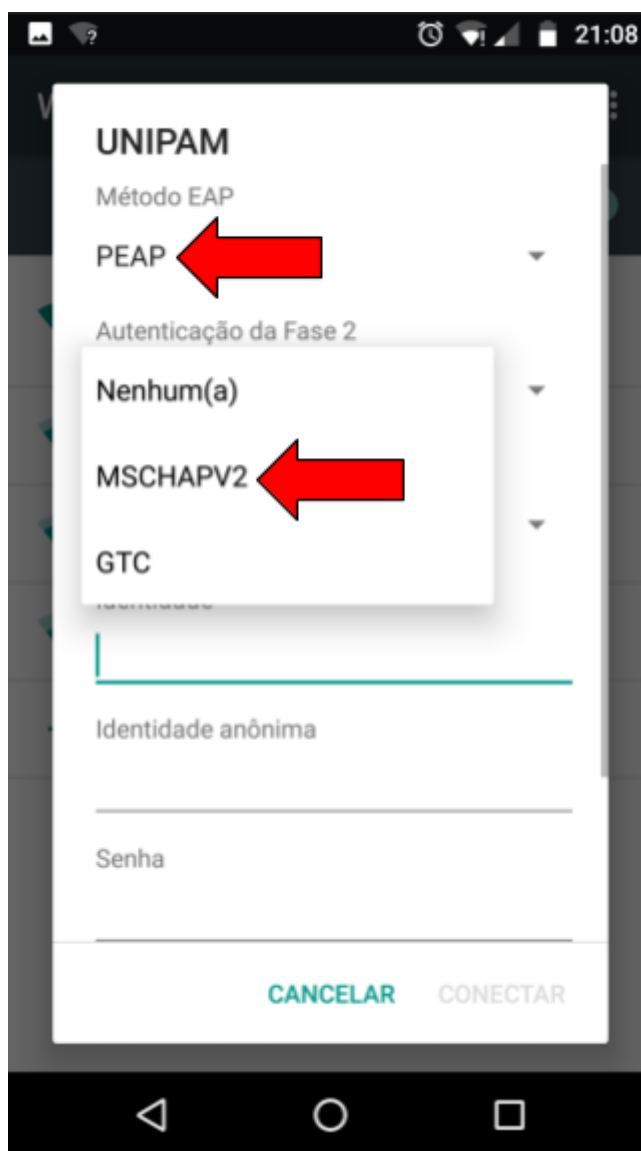 21:08
UNIPAM
Método EAP
PEAP
Autenticação da Fase 2
Nenhum(a)
MSCHAPV2
GTC
Identidade anônima
Senha
CANCELAR CONECTAR